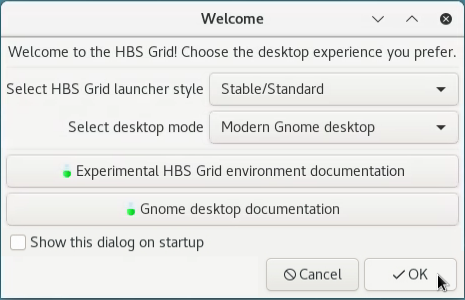 Welcome
Welcome to the HBS Grid! Choose the desktop experience you prefer.
Select HBS Grid launcher style Stable/Standard
Select desktop mode Modern Gnome desktop
Experimental HBS Grid environment documentation
Gnome desktop documentation
Show this dialog on startup
Cancel OK